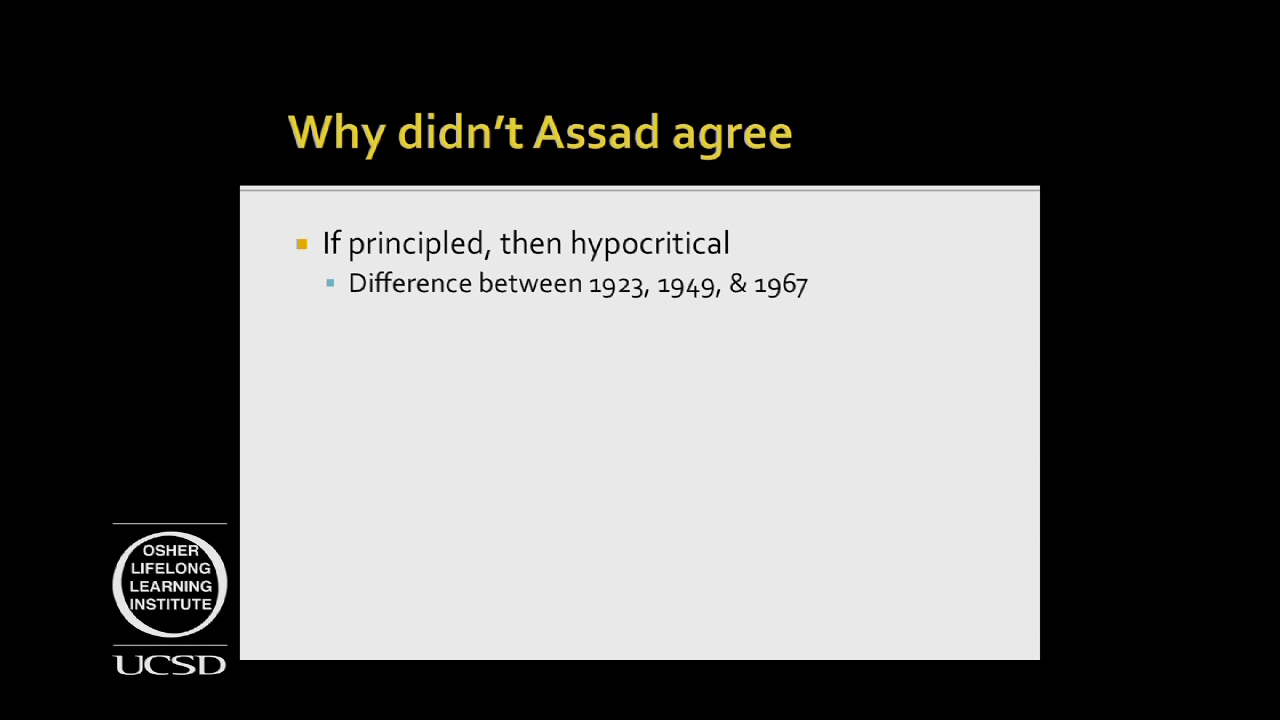 Why didn't Assad agree
If principled, then hypocritical
Difference between 1923, 1949, & 1967
OSHER
LIFELONG
LEARNING
INSTITUTE
UCSD